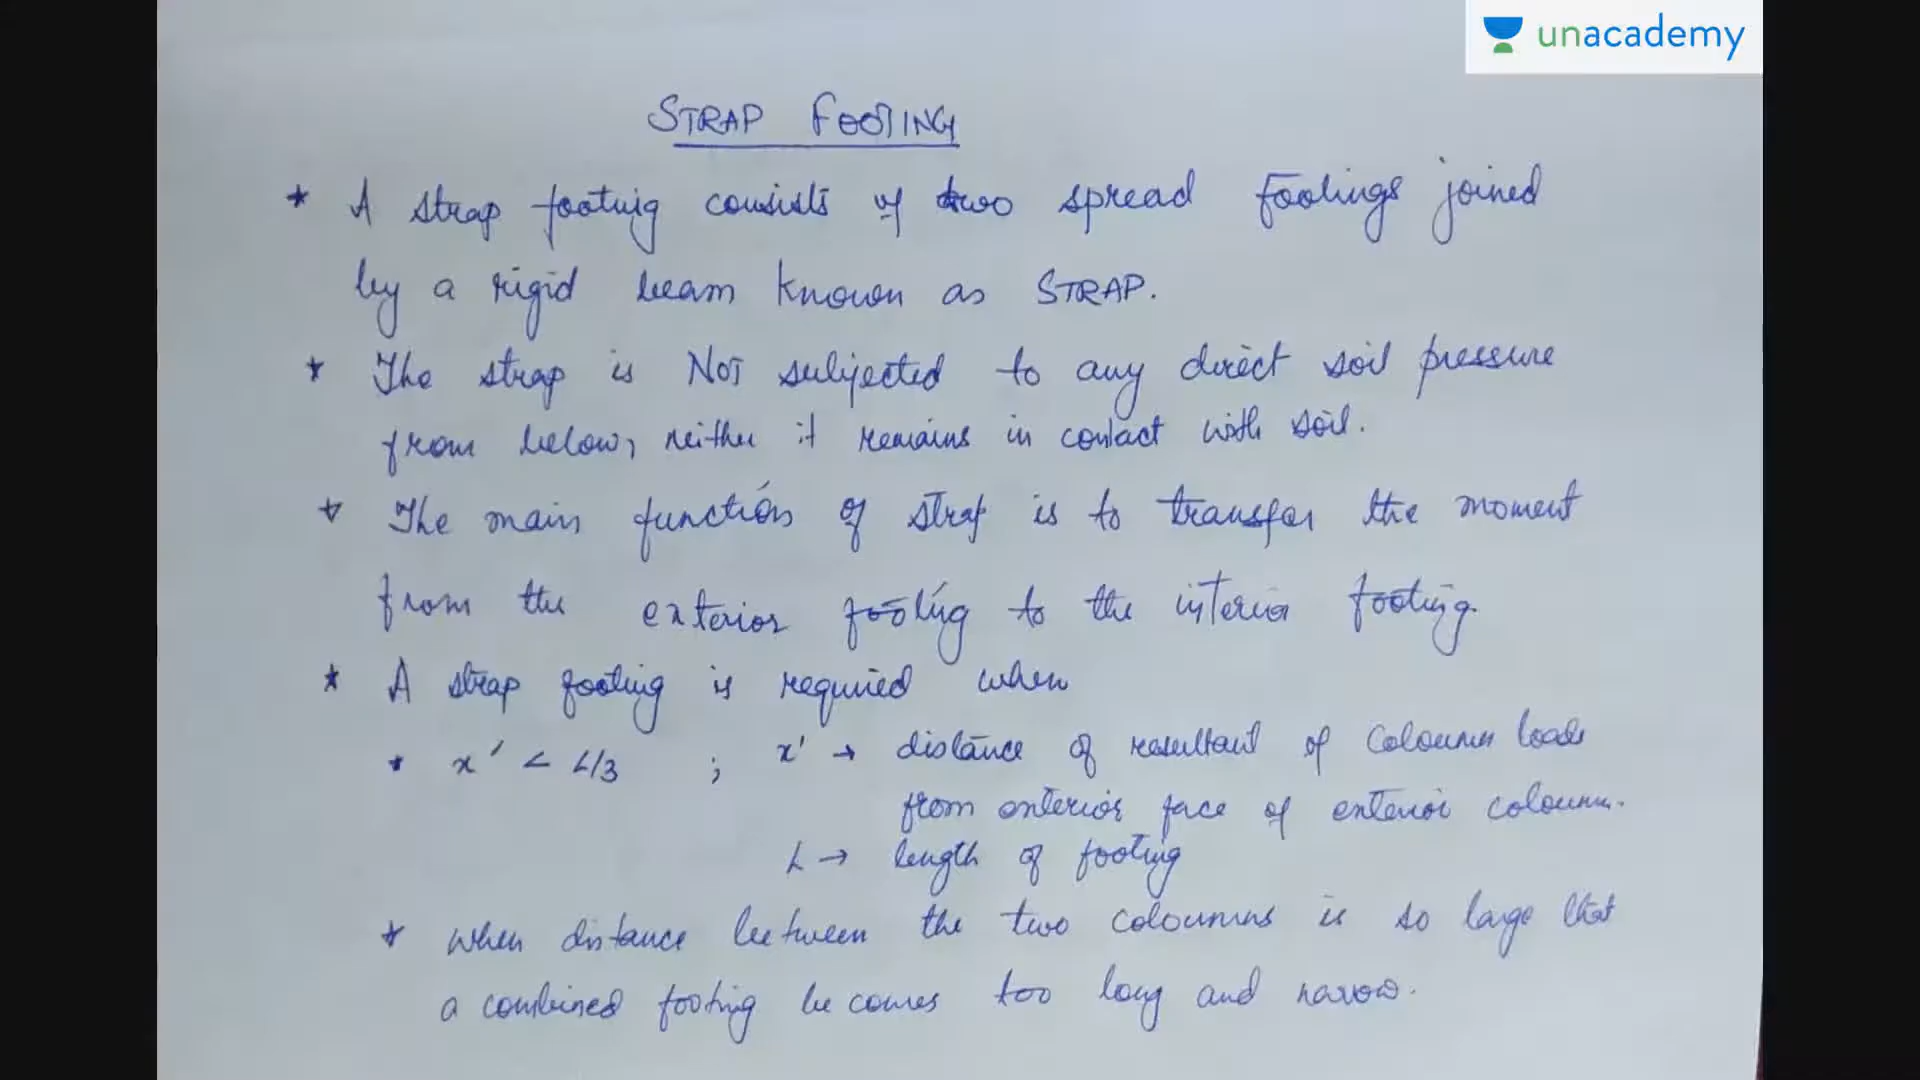 unacademy
STRAP FOOTING
* A strap footing consists of two spread footings joined
by a rigid beam known as STRAP.
* The strap is NOT subjected to any direct soil pressure
from below, neither it remains in contact with soil.
* The main function of strap is to transfer the moment
from the exterior footing to the interior footing.
* A strap footing is required when
* x' < L/3 ; x' → distance of resultant of Coloumn loads
from exterior face of exterior coloumn.
L → length of footing
* when distance between the two coloumns is so large that
a combined footing becomes too long and narrow.